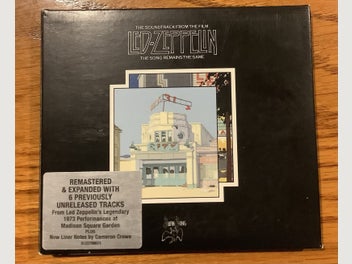 THE SOUNDTRACK FROM THE FILM
LED-ZEPPELIN
THE SONG REMAINS THE SAME
REMASTERED
& EXPANDED WITH
6 PREVIOUSLY
UNRELEASED TRACKS
From Led Zeppelin's Legendary
1973 Performances at
Madison Square Garden
PLUS
New Liner Notes by Cameron Crowe